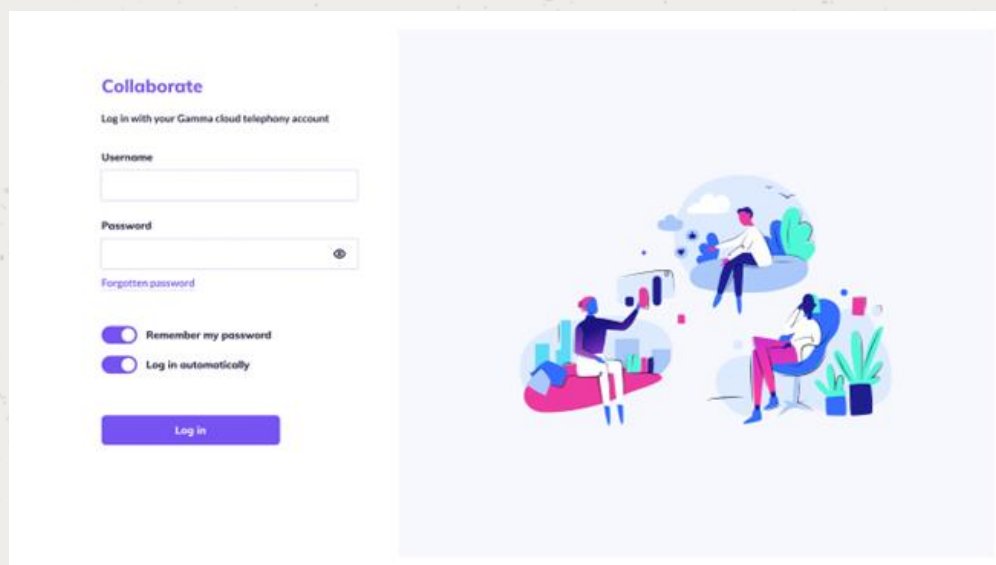 Collaborate
Log in with your Gamma cloud telephony account
Username
Password
Forgotten password
Remember my password
Log in automatically
Log in